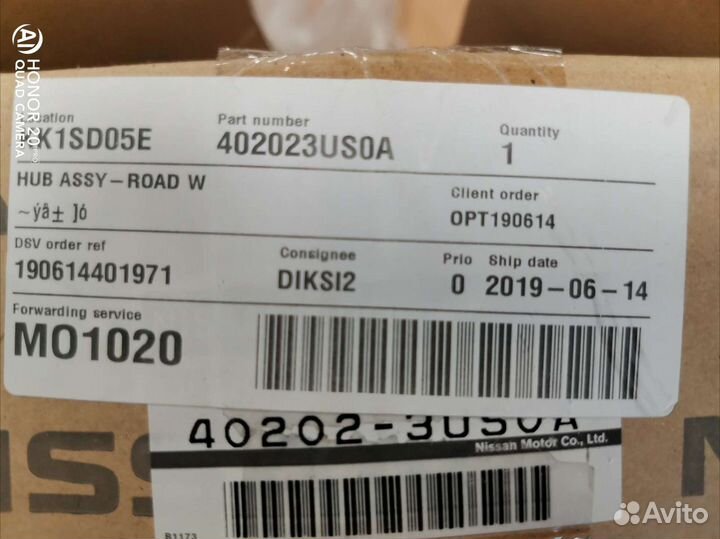 HONOR 20 PRO
QUAD CAMERA
Part number
Quantity
K1SD05E 402023US0A 1
HUB ASSY-ROAD W
Client order
~ýâ± ]ó
OPT190614
DSV order ref Consignee Prio Ship date
190614401971 DIKSI2 0 2019-06-14
Forwarding service
MO1020
40202-3US0A
Nissan Motor Co., Ltd.
B1173
Avito